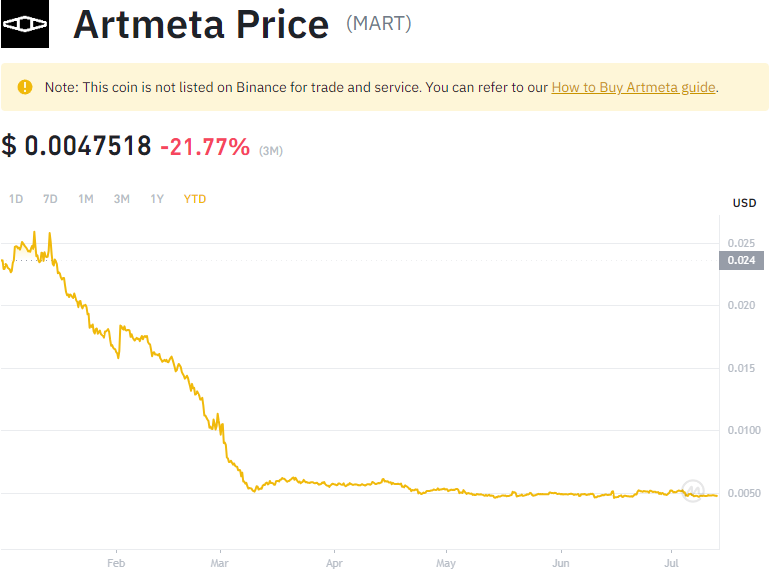 Artmeta Price (MART)
Note: This coin is not listed on Binance for trade and service. You can refer to our How to Buy Artmeta guide.
$ 0.0047518 -21.77% (3M)
1D 7D 1M 3M 1Y YTD
USD
0.025
0.024
0.020
0.015
0.0100
0.0050
Feb Mar Apr May Jun Jul